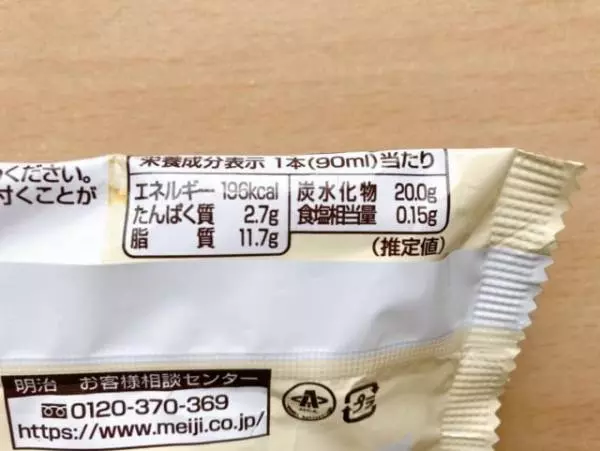 ください。
付くことが
栄養成分表示 1本(90ml)当たり
エネルギー 196kcal
たんぱく質 2.7g
脂質 11.7g
炭水化物 20.0g
食塩相当量 0.15g
(推定値)
明治 お客様相談センター
0120-370-369
https://www.meiji.co.jp/
プラ